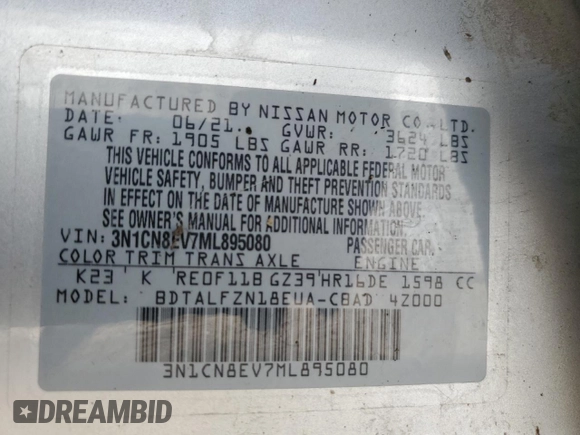 MANUFACTURED BY NISSAN MOTOR CO.,LTD.
DATE: 06/21 GVWR: 3624 LBS
GAWR FR: 1905 LBS GAWR RR: 1720 LBS
THIS VEHICLE CONFORMS TO ALL APPLICABLE FEDERAL MOTOR
VEHICLE SAFETY, BUMPER AND THEFT PREVENTION STANDARDS
IN EFFECT ON THE DATE OF MANUFACTURE SHOWN ABOVE.
SEE OWNER'S MANUAL FOR ADDITIONAL INFORMATION.
VIN: 3N1CN8EV7ML895080 PASSENGER CAR
COLOR TRIM TRANS AXLE ENGINE
K23 K RE0F11B GZ39 HR16DE 1598 CC
MODEL: BDTALFZN18EUA-CBAD 4Z000
3N1CN8EV7ML895080
DREAMBID